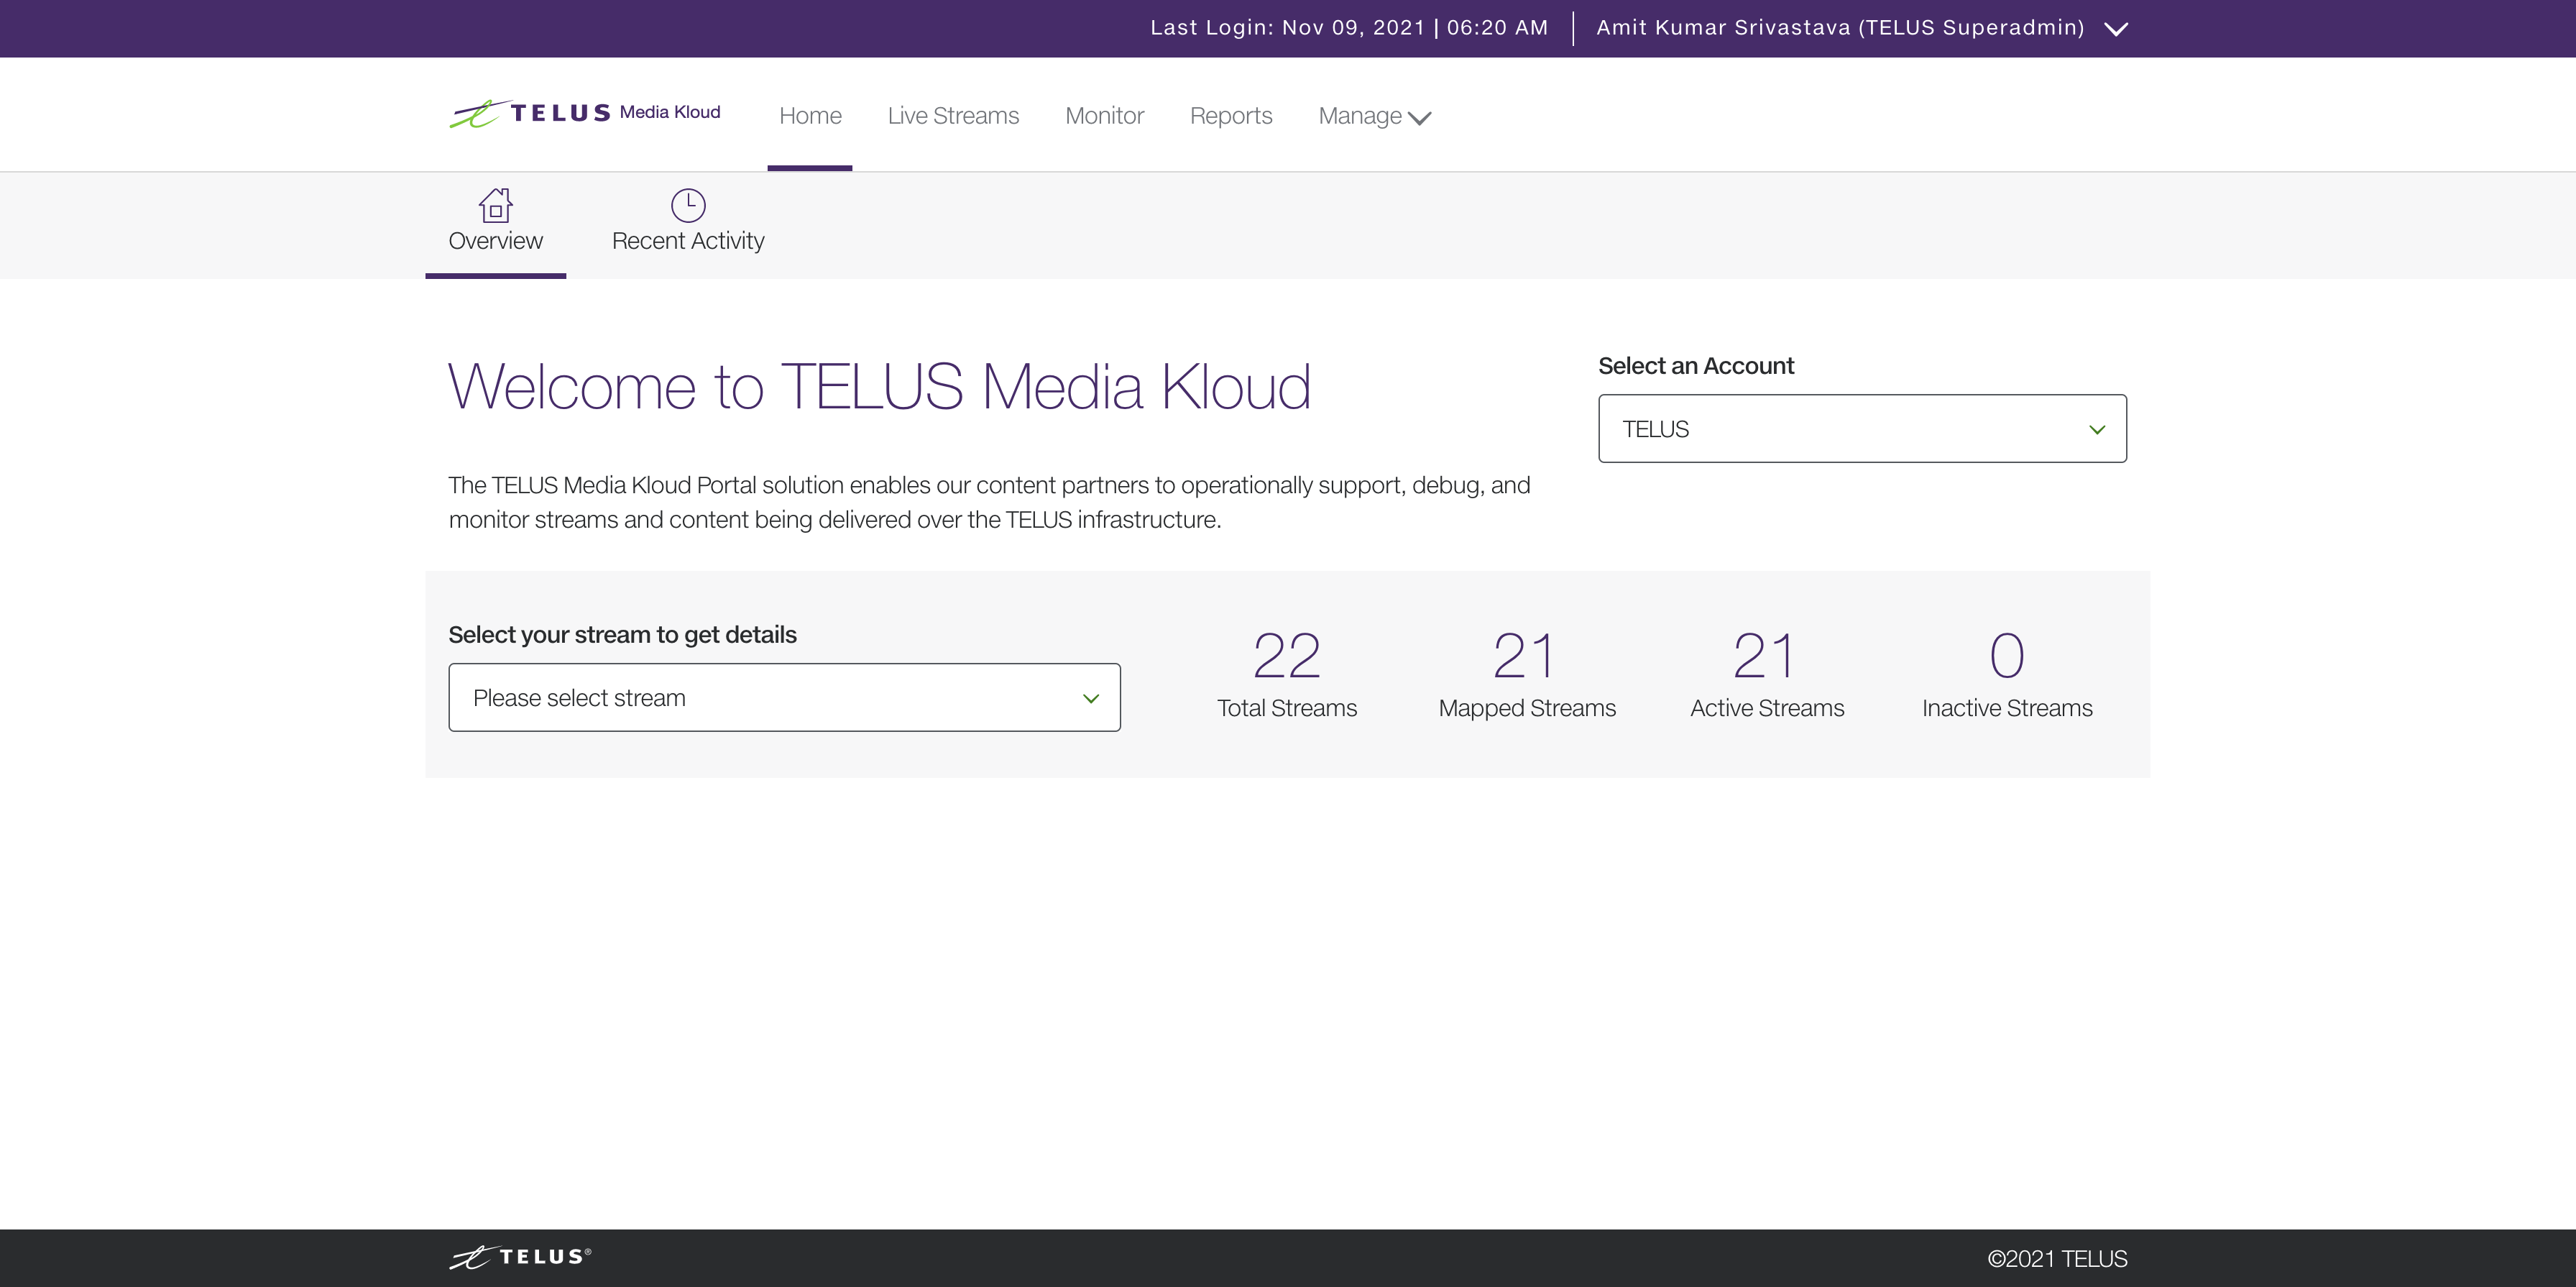 Last Login: Nov 09, 2021 | 06:20 AM
Amit Kumar Srivastava (TELUS Superadmin)
TELUS Media Kloud
Home
Live Streams
Monitor
Reports
Manage
Overview
Recent Activity
Welcome to TELUS Media Kloud
Select an Account
TELUS
The TELUS Media Kloud Portal solution enables our content partners to operationally support, debug, and
monitor streams and content being delivered over the TELUS infrastructure.
Select your stream to get details
Please select stream
22
Total Streams
21
Mapped Streams
21
Active Streams
0
Inactive Streams
TELUS®
©2021 TELUS